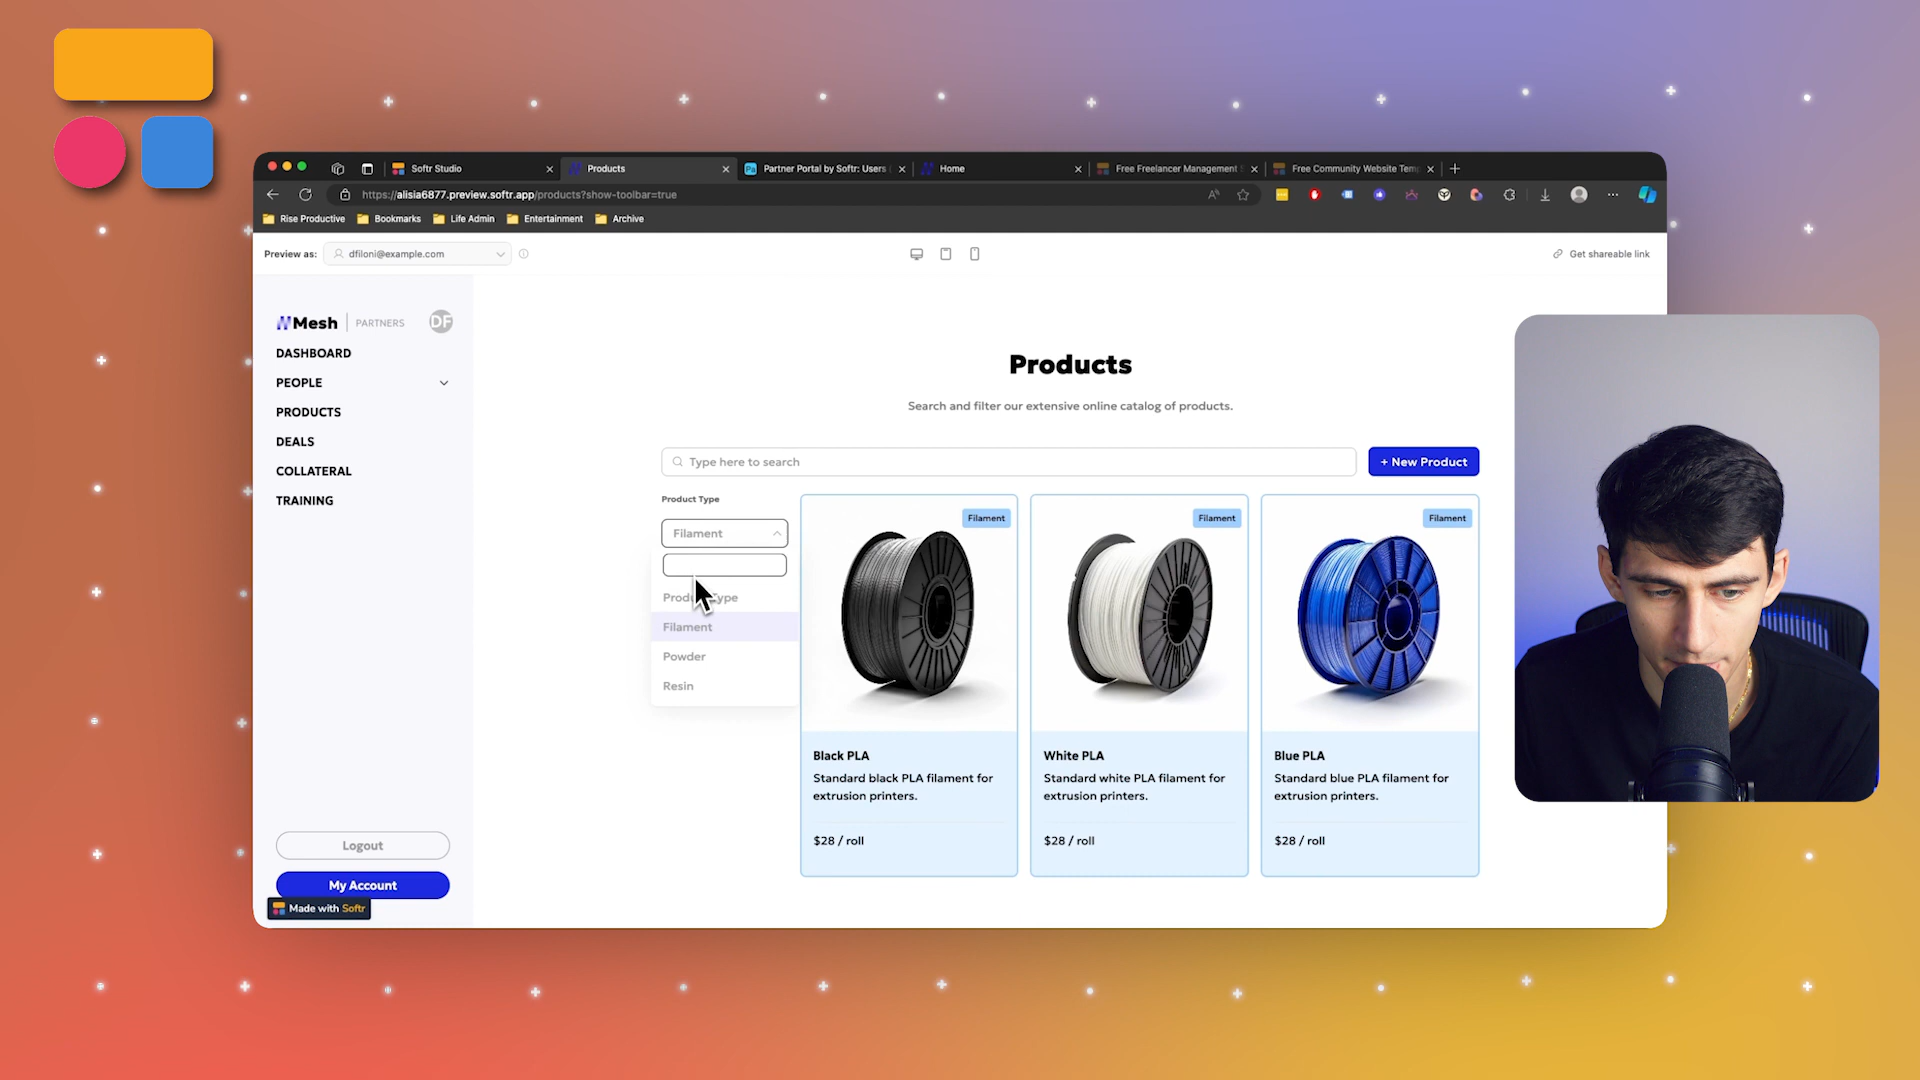 Softr Studio
Products
Partner Portal by Softr: Users
Home
Free Freelancer Management
Free Community Website Temp
https://alisia6877.preview.softr.app/products?show-toolbar=true
Rise Productive
Bookmarks
Life Admin
Entertainment
Archive
Preview as:
dfiloni@example.com
Get shareable link
Mesh
PARTNERS
DF
DASHBOARD
PEOPLE
PRODUCTS
DEALS
COLLATERAL
TRAINING
Logout
My Account
Made with Softr
Products
Search and filter our extensive online catalog of products.
Type here to search
+ New Product
Product Type
Filament
Product Type
Filament
Powder
Resin
Filament
Black PLA
Standard black PLA filament for
extrusion printers.
$28 / roll
Filament
White PLA
Standard white PLA filament for
extrusion printers.
$28 / roll
Filament
Blue PLA
Standard blue PLA filament for
extrusion printers.
$28 / roll